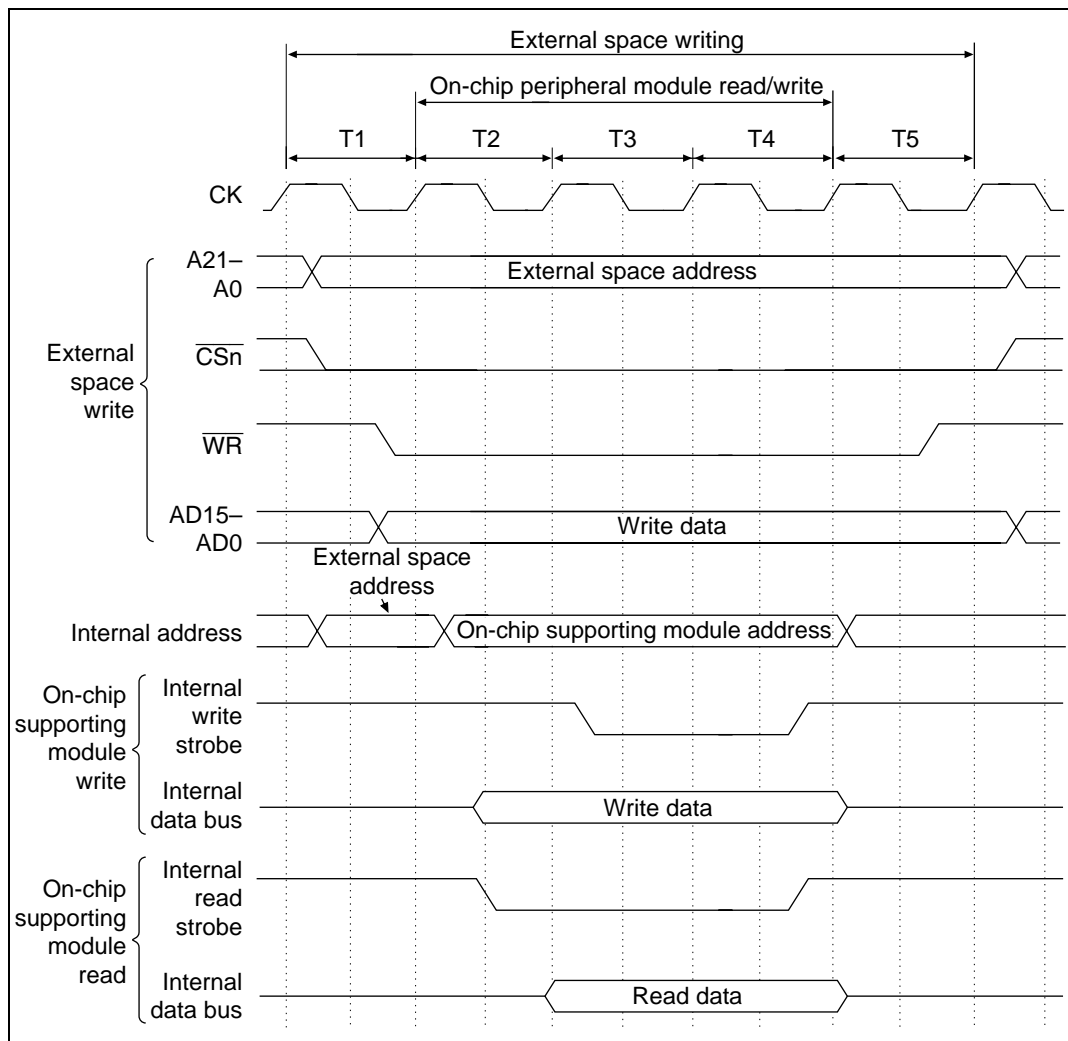 External space writing
On-chip peripheral module read/write
T1 T2 T3 T4 T5
CK
A21–
A0
External space address
CSn
External
space
write
WR
AD15–
AD0
Write data
External space
address
Internal address
On-chip supporting module address
On-chip
supporting
module
write
Internal
write
strobe
Internal
data bus
Write data
On-chip
supporting
module
read
Internal
read
strobe
Internal
data bus
Read data